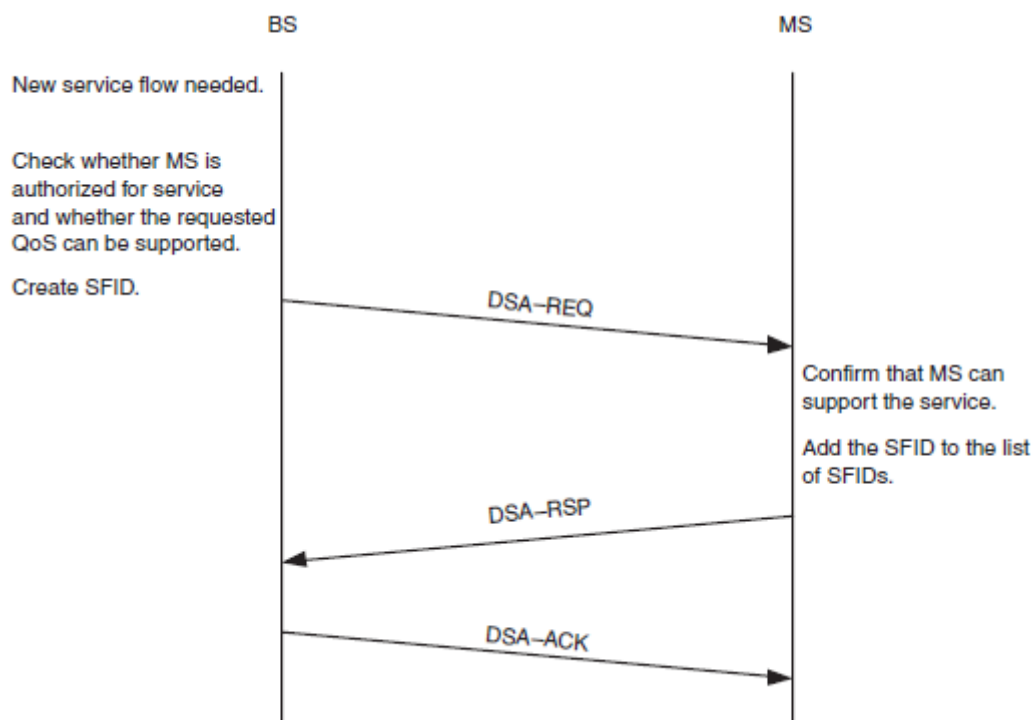 BS
MS
New service flow needed.
Check whether MS is
authorized for service
and whether the requested
QoS can be supported.
Create SFID.
DSA–REQ
Confirm that MS can
support the service.
Add the SFID to the list
of SFIDs.
DSA–RSP
DSA–ACK